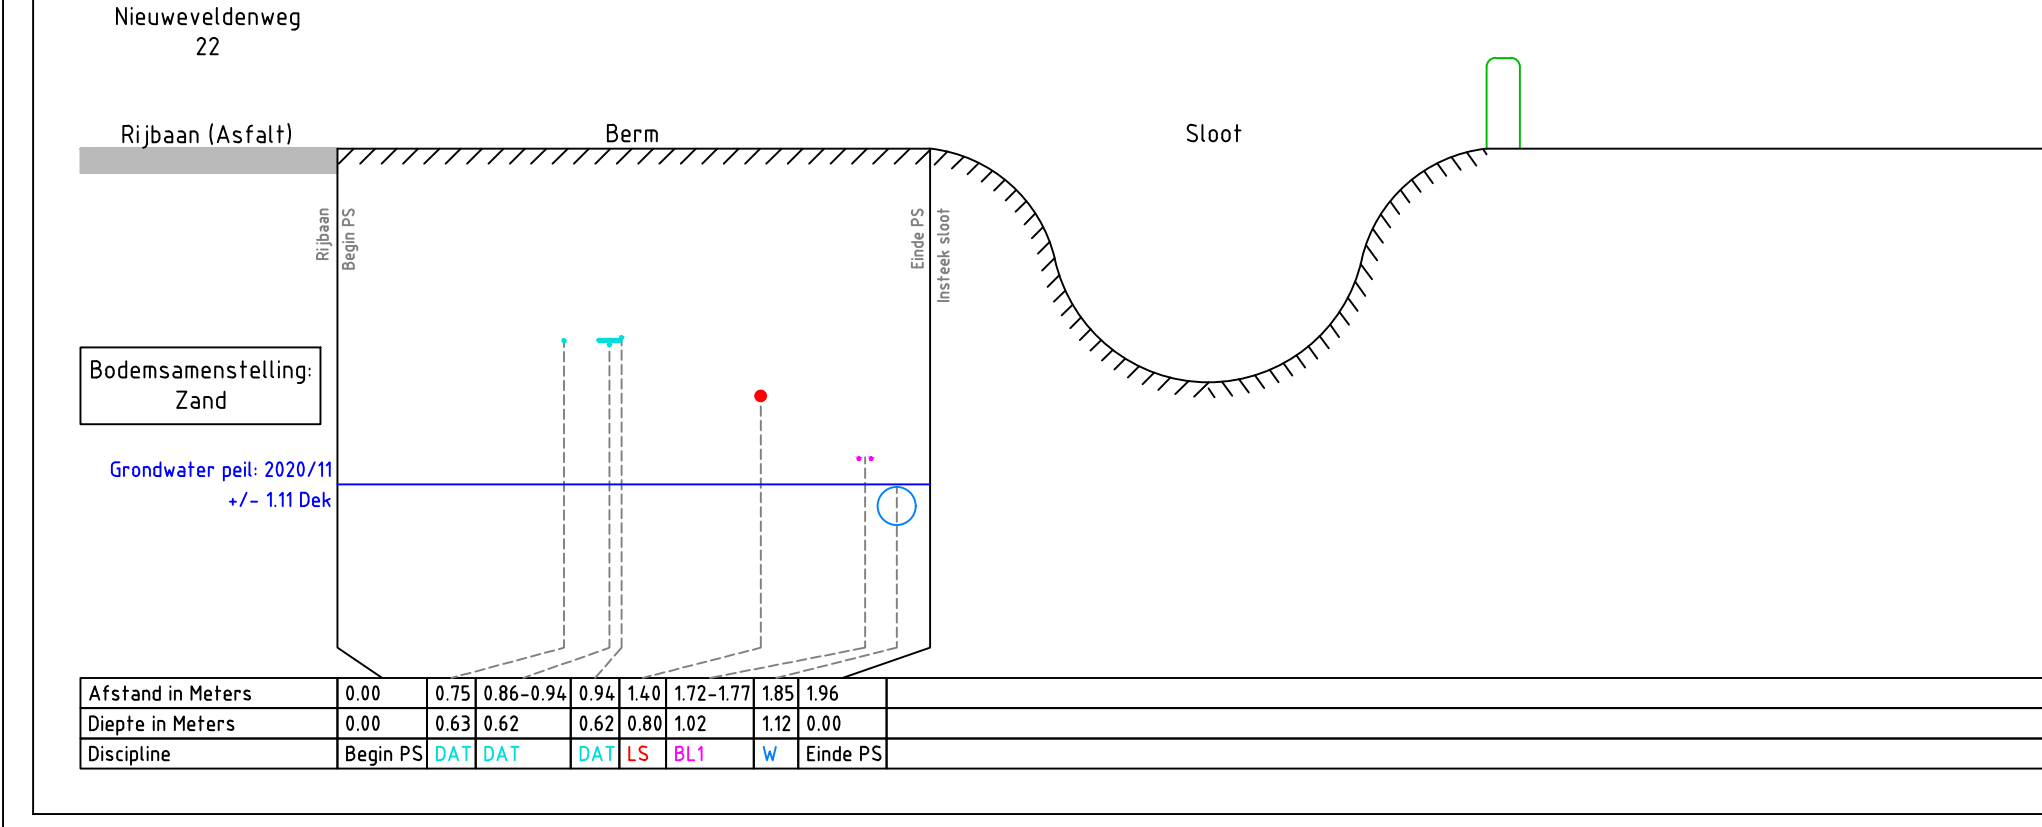 Nieuweveldenweg
22
Rijbaan (Asfalt)
Berm
Sloot
Rijbaan
Begin PS
Einde PS
Insteek sloot
Bodemsamenstelling:
Zand
Grondwater peil: 2020/11
+/- 1.11 Dek
Afstand in Meters 0.00 0.75 0.86-0.94 0.94 1.40 1.72-1.77 1.85 1.96
Diepte in Meters 0.00 0.63 0.62 0.62 0.80 1.02 1.12 0.00
Discipline Begin PS DAT DAT DAT LS BL1 W Einde PS